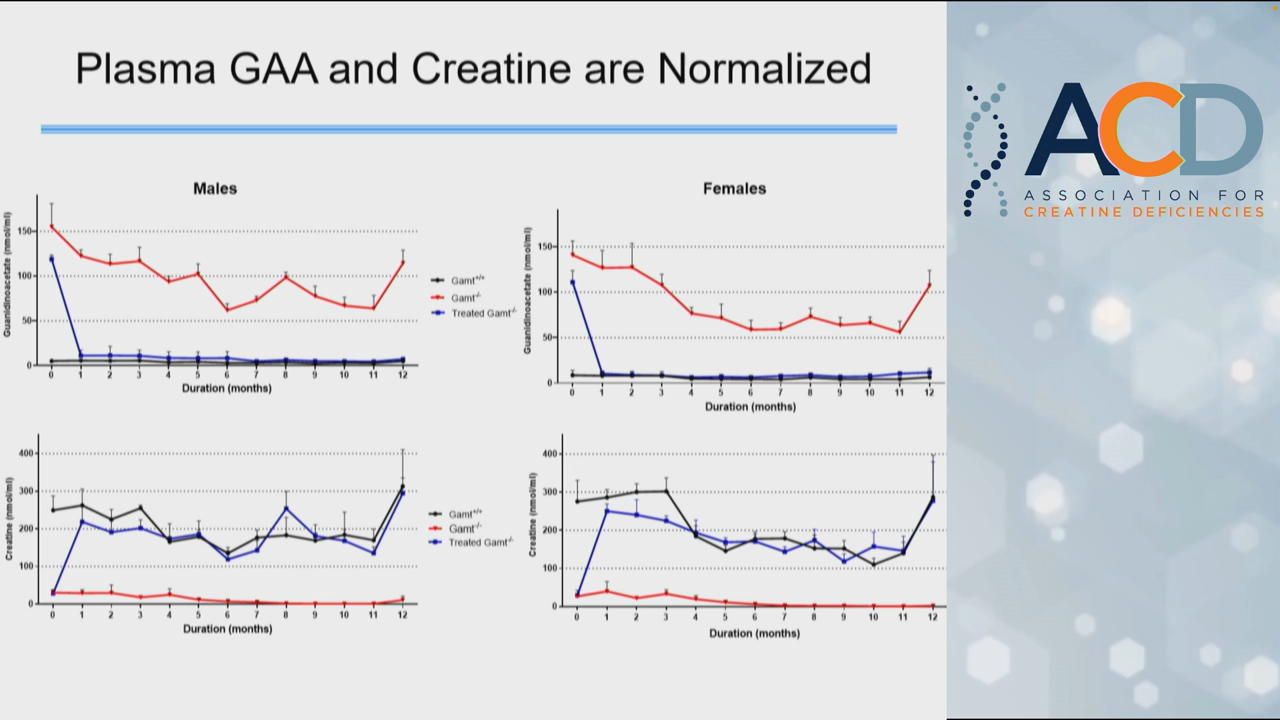 Plasma GAA and Creatine are Normalized
ACD
ASSOCIATION FOR
CREATINE DEFICIENCIES
Males
Guanidinoacetate (nmol/ml)
150
100
50
0
0 1 2 3 4 5 6 7 8 9 10 11 12
Duration (months)
Gamt+/+
Gamt-/-
Treated Gamt-/-
Females
Guanidinoacetate (nmol/ml)
150
100
50
0
0 1 2 3 4 5 6 7 8 9 10 11 12
Duration (months)
Creatine (nmol/ml)
400
300
200
100
0
0 1 2 3 4 5 6 7 8 9 10 11 12
Duration (months)
Gamt+/+
Gamt-/-
Treated Gamt-/-
Creatine (nmol/ml)
400
300
200
100
0
0 1 2 3 4 5 6 7 8 9 10 11 12
Duration (months)